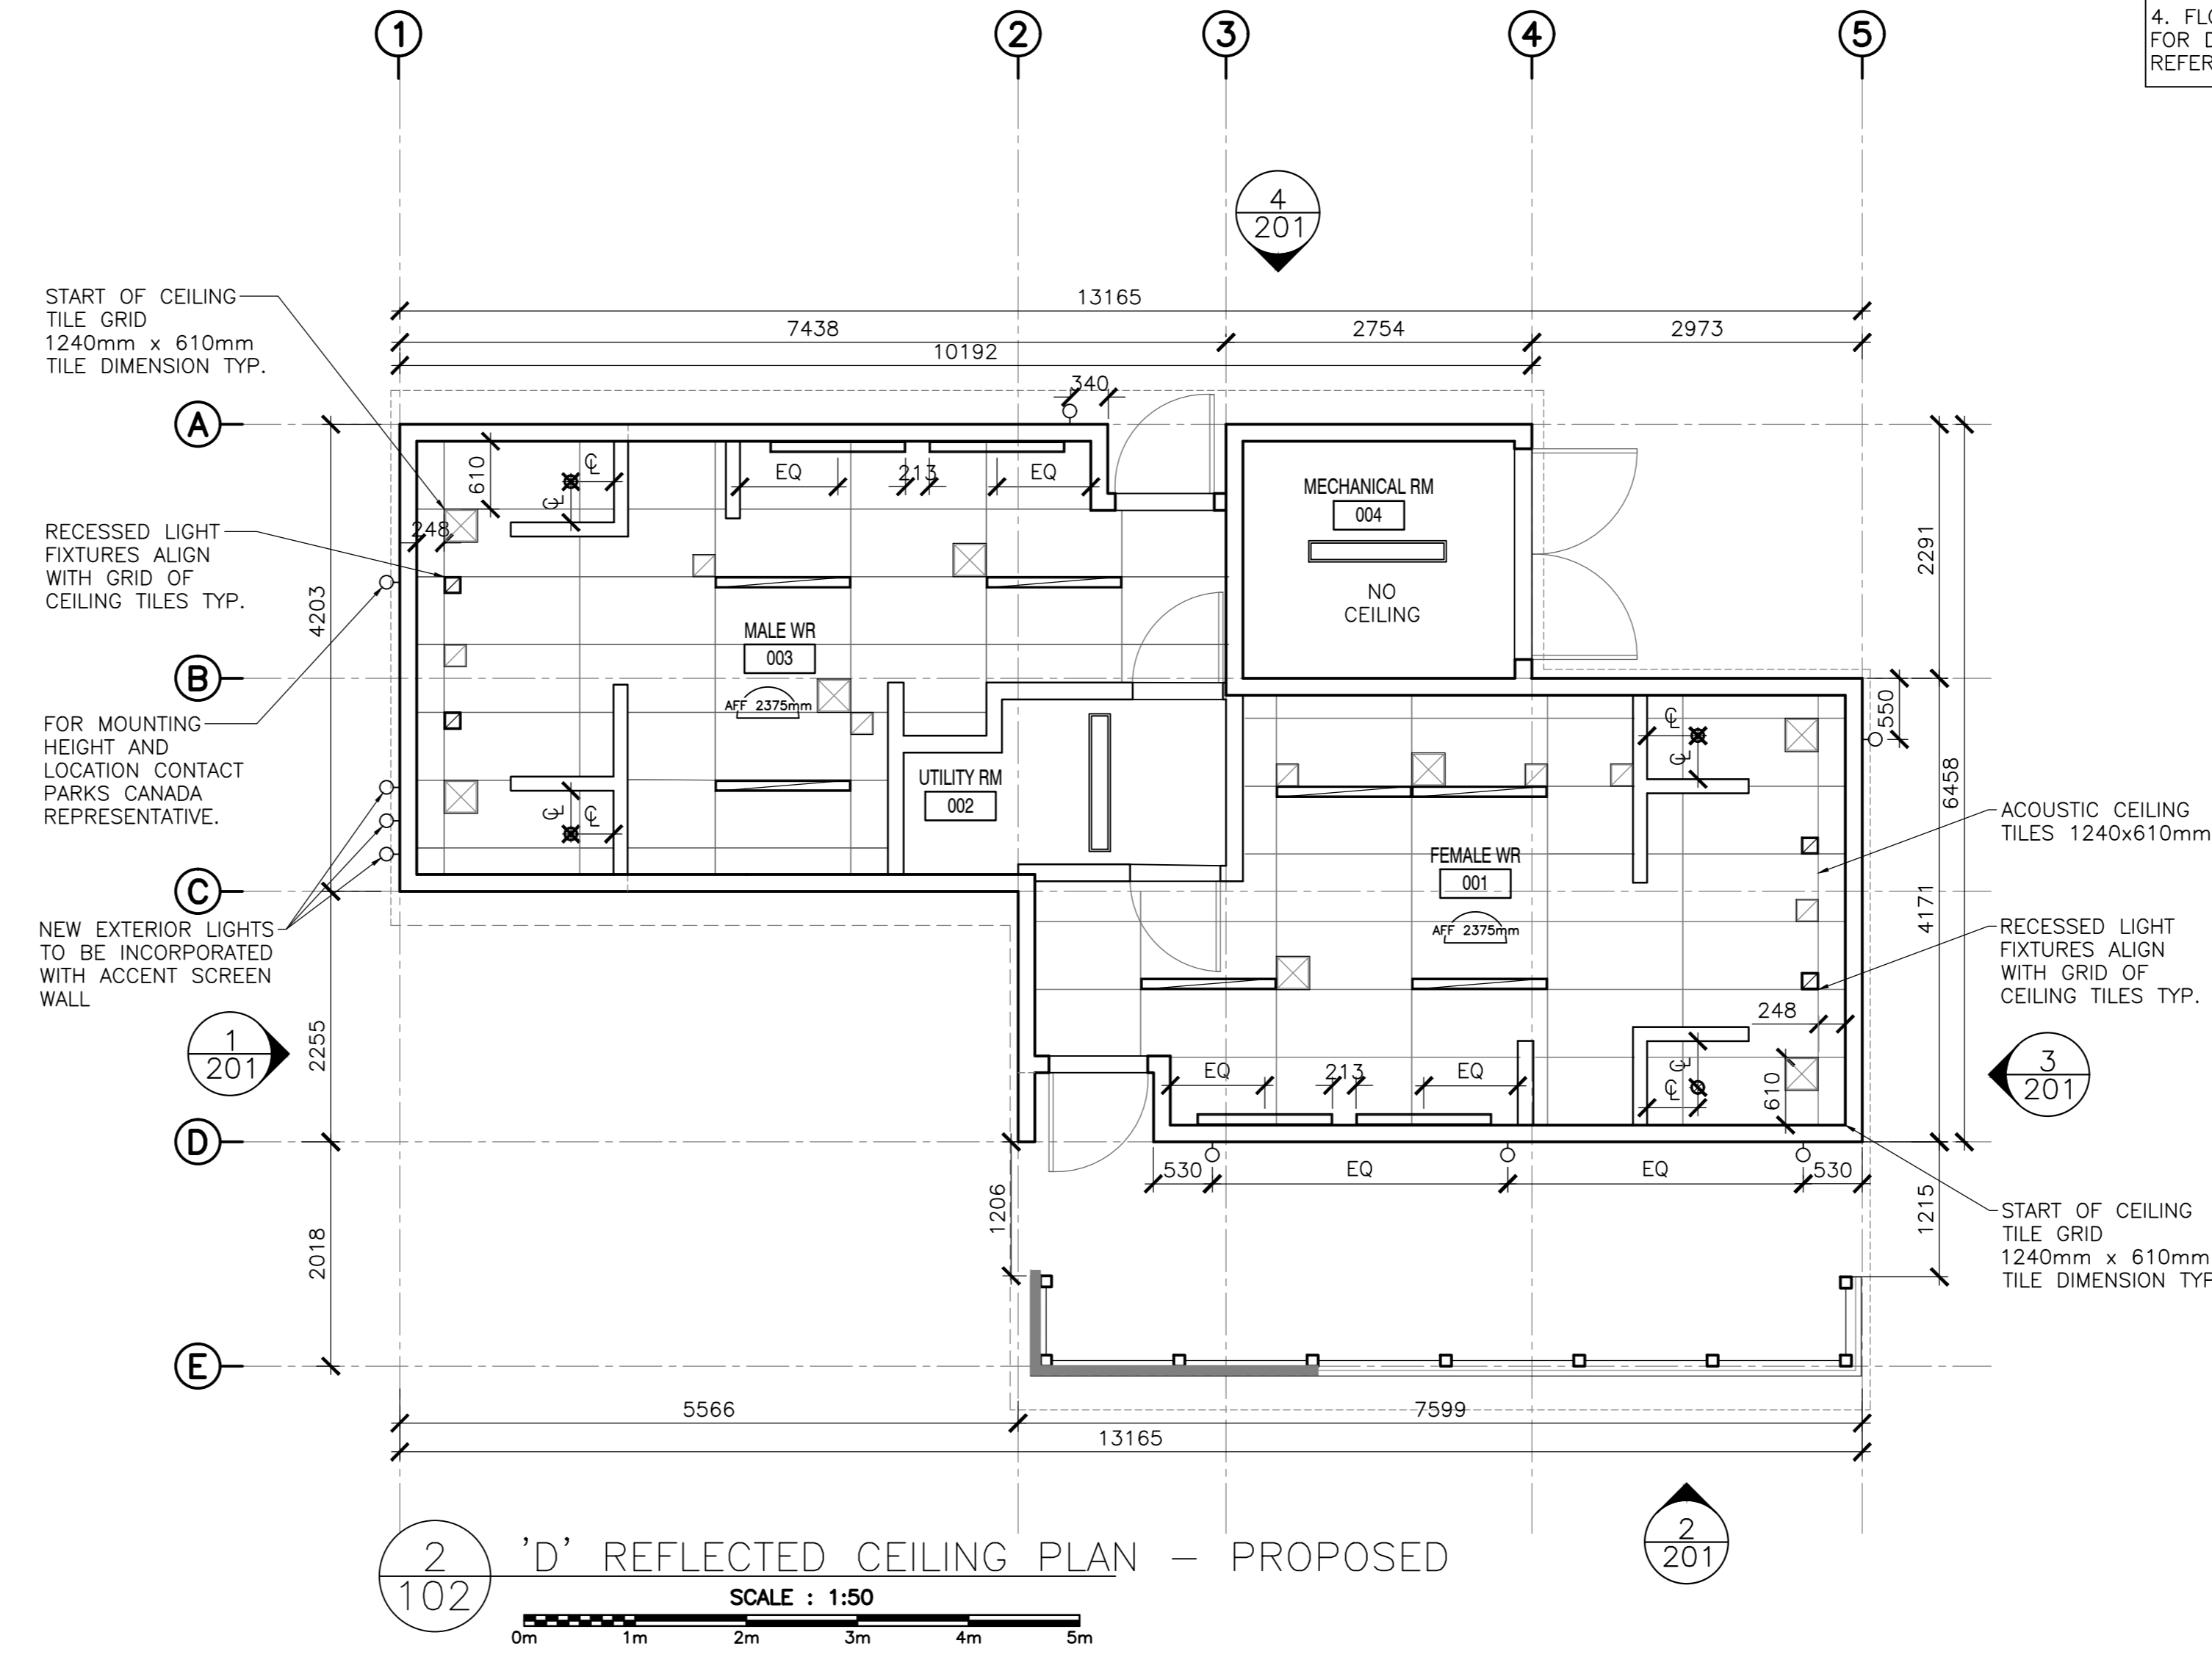 1
2
3
4
5
4. FLO
FOR D
REFER
4
201
13165
7438
2754
2973
10192
340
START OF CEILING
TILE GRID
1240mm x 610mm
TILE DIMENSION TYP.
A
610
℄
℄
EQ
213
EQ
MECHANICAL RM
004
NO
CEILING
248
RECESSED LIGHT
FIXTURES ALIGN
WITH GRID OF
CEILING TILES TYP.
4203
2291
MALE WR
003
AFF 2375mm
B
FOR MOUNTING
HEIGHT AND
LOCATION CONTACT
PARKS CANADA
REPRESENTATIVE.
550
℄
℄
6458
UTILITY RM
002
℄
℄
ACOUSTIC CEILING
TILES 1240x610mm
FEMALE WR
001
AFF 2375mm
C
4171
NEW EXTERIOR LIGHTS
TO BE INCORPORATED
WITH ACCENT SCREEN
WALL
RECESSED LIGHT
FIXTURES ALIGN
WITH GRID OF
CEILING TILES TYP.
248
1
201
2255
EQ
213
EQ
℄
℄
610
3
201
D
530
EQ
EQ
530
1206
1215
2018
START OF CEILING
TILE GRID
1240mm x 610mm
TILE DIMENSION TYP
E
5566
7599
13165
2
102
'D' REFLECTED CEILING PLAN – PROPOSED
SCALE : 1:50
0m 1m 2m 3m 4m 5m
2
201